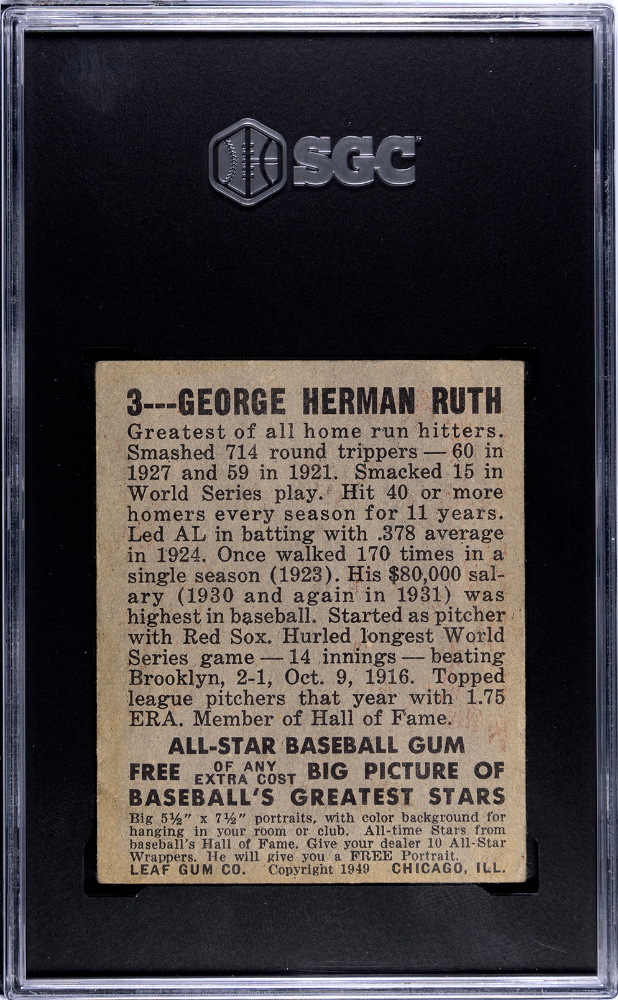 SGC
3---GEORGE HERMAN RUTH
Greatest of all home run hitters.
Smashed 714 round trippers — 60 in
1927 and 59 in 1921. Smacked 15 in
World Series play. Hit 40 or more
homers every season for 11 years.
Led AL in batting with .378 average
in 1924. Once walked 170 times in a
single season (1923). His $80,000 sal-
ary (1930 and again in 1931) was
highest in baseball. Started as pitcher
with Red Sox. Hurled longest World
Series game — 14 innings — beating
Brooklyn, 2-1, Oct. 9, 1916. Topped
league pitchers that year with 1.75
ERA. Member of Hall of Fame.
ALL-STAR BASEBALL GUM
FREE OF ANY EXTRA COST BIG PICTURE OF
BASEBALL'S GREATEST STARS
Big 5½" x 7½" portraits, with color background for
hanging in your room or club. All-time Stars from
baseball's Hall of Fame. Give your dealer 10 All-Star
Wrappers. He will give you a FREE Portrait.
LEAF GUM CO. Copyright 1949 CHICAGO, ILL.